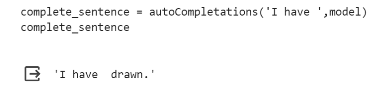 complete_sentence = autoCompletations('I have ',model)
complete_sentence
'I have  drawn.'